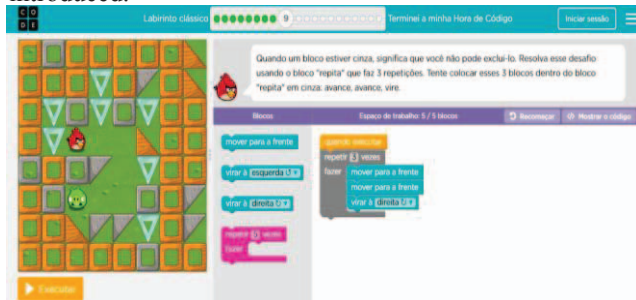 introduced.
C O
D E
Labirinto clássico
9
Terminei a minha Hora de Código
Iniciar sessão
Quando um bloco estiver cinza, significa que você não pode excluí-lo. Resolva esse desafio
usando o bloco "repita" que faz 3 repetições. Tente colocar esses 3 blocos dentro do bloco
"repita" em cinza: avance, avance, vire.
Blocos
Espaço de trabalho: 5 / 5 blocos
Recomeçar
Mostrar o código
mover para a frente
virar à esquerda
virar à direita
repetir vezes
fazer
quando executar
repetir 3 vezes
fazer
mover para a frente
mover para a frente
virar à direita
Executar